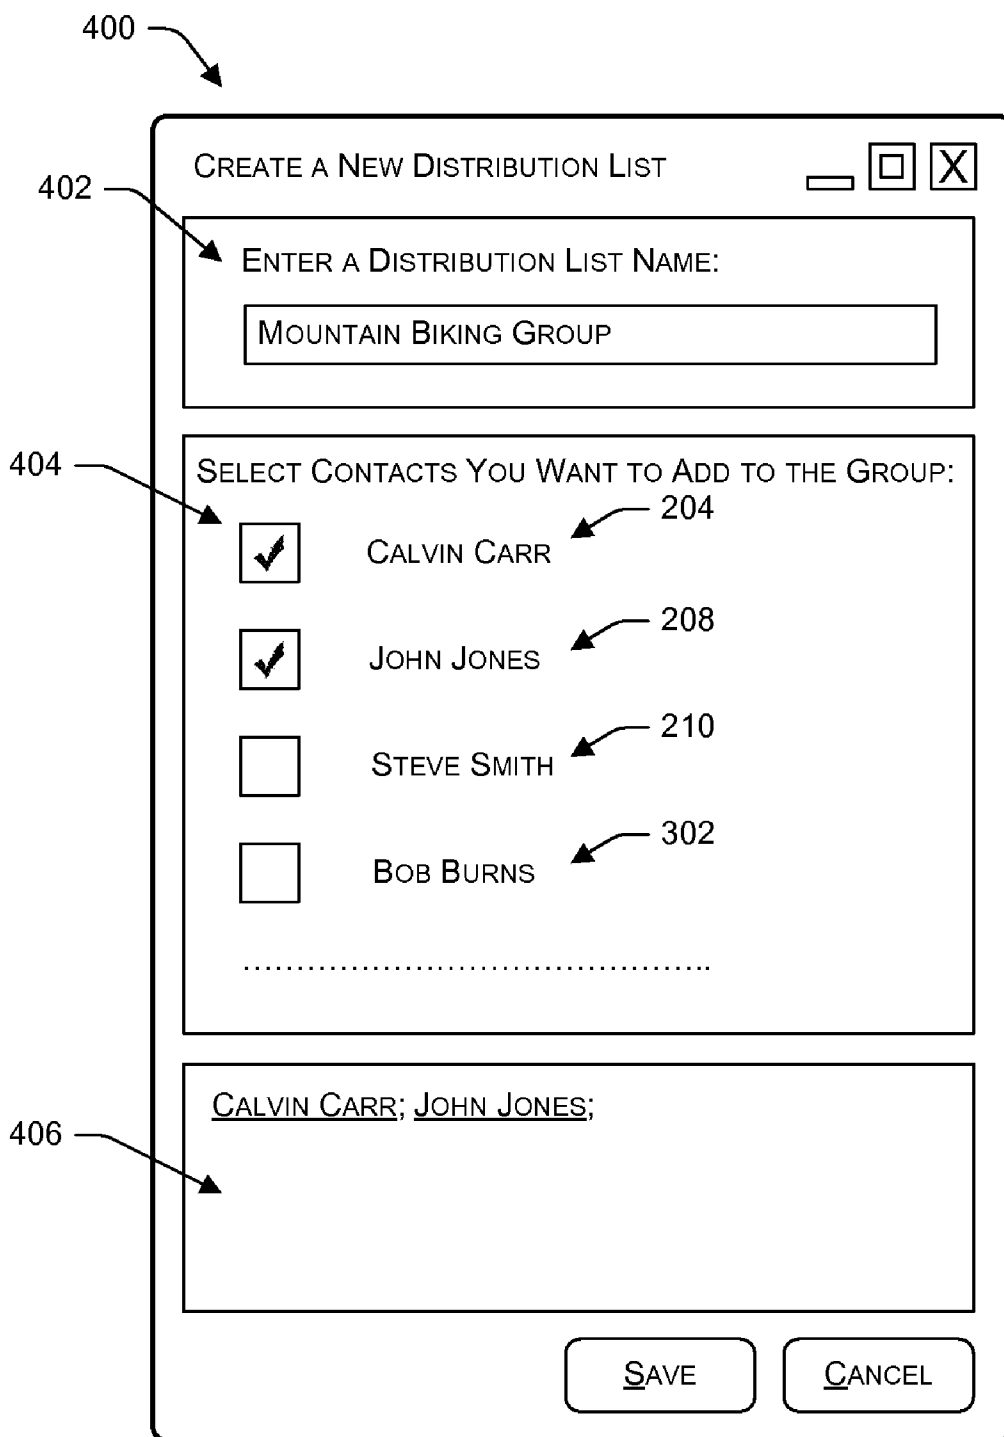 400
CREATE A NEW DISTRIBUTION LIST
X
402
ENTER A DISTRIBUTION LIST NAME:
MOUNTAIN BIKING GROUP
404
SELECT CONTACTS YOU WANT TO ADD TO THE GROUP:
CALVIN CARR 204
JOHN JONES 208
STEVE SMITH 210
BOB BURNS 302
................................................
CALVIN CARR; JOHN JONES;
406
SAVE CANCEL